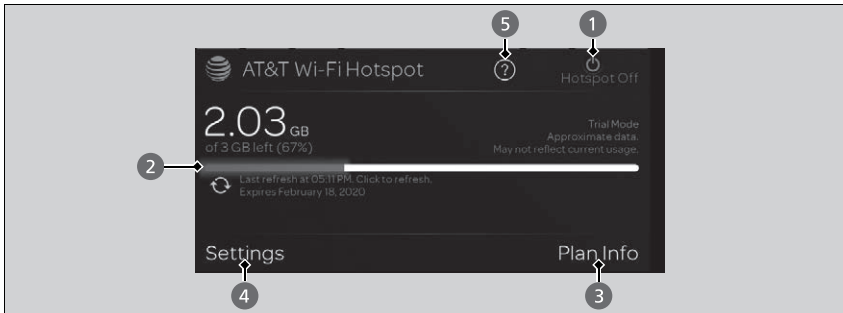 5
1
AT&T Wi-Fi Hotspot
?
Hotspot Off
2.03 GB
of 3 GB left (67%)
Trial Mode
Approximate data.
May not reflect current usage.
2
Last refresh at 05:11 PM. Click to refresh.
Expires February 18, 2020
Settings
Plan Info
4
3